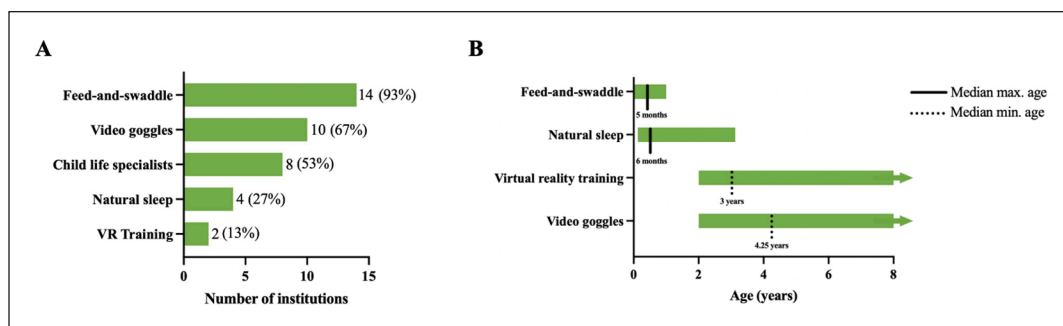 A
Feed-and-swaddle
14 (93%)
Video goggles
10 (67%)
Child life specialists
8 (53%)
Natural sleep
4 (27%)
VR Training
2 (13%)
0 5 10 15
Number of institutions
B
Feed-and-swaddle
5 months
Natural sleep
6 months
Virtual reality training
3 years
Video goggles
4.25 years
0 2 4 6 8
Age (years)
Median max. age
Median min. age